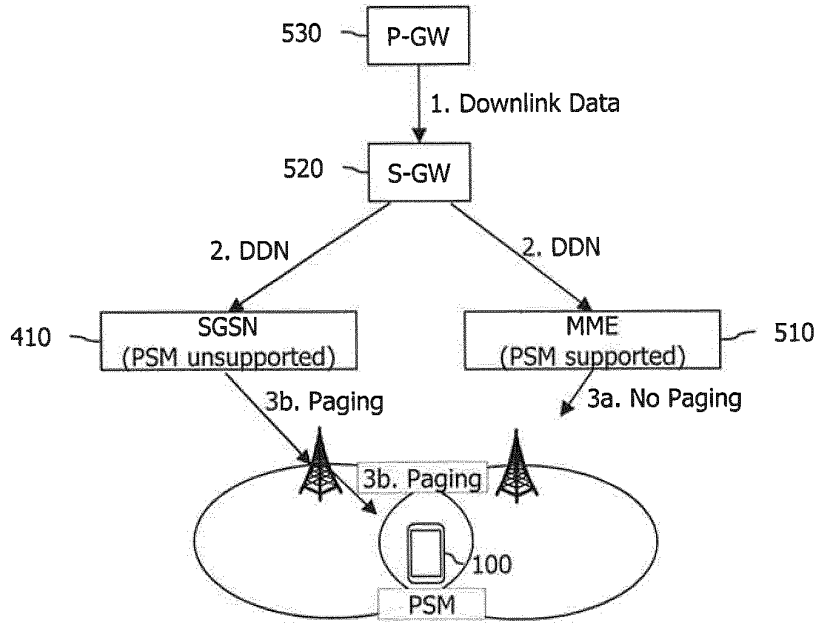 530
P-GW
1. Downlink Data
520
S-GW
2. DDN
2. DDN
410
SGSN
(PSM unsupported)
MME
(PSM supported)
510
3b. Paging
3a. No Paging
3b. Paging
100
PSM